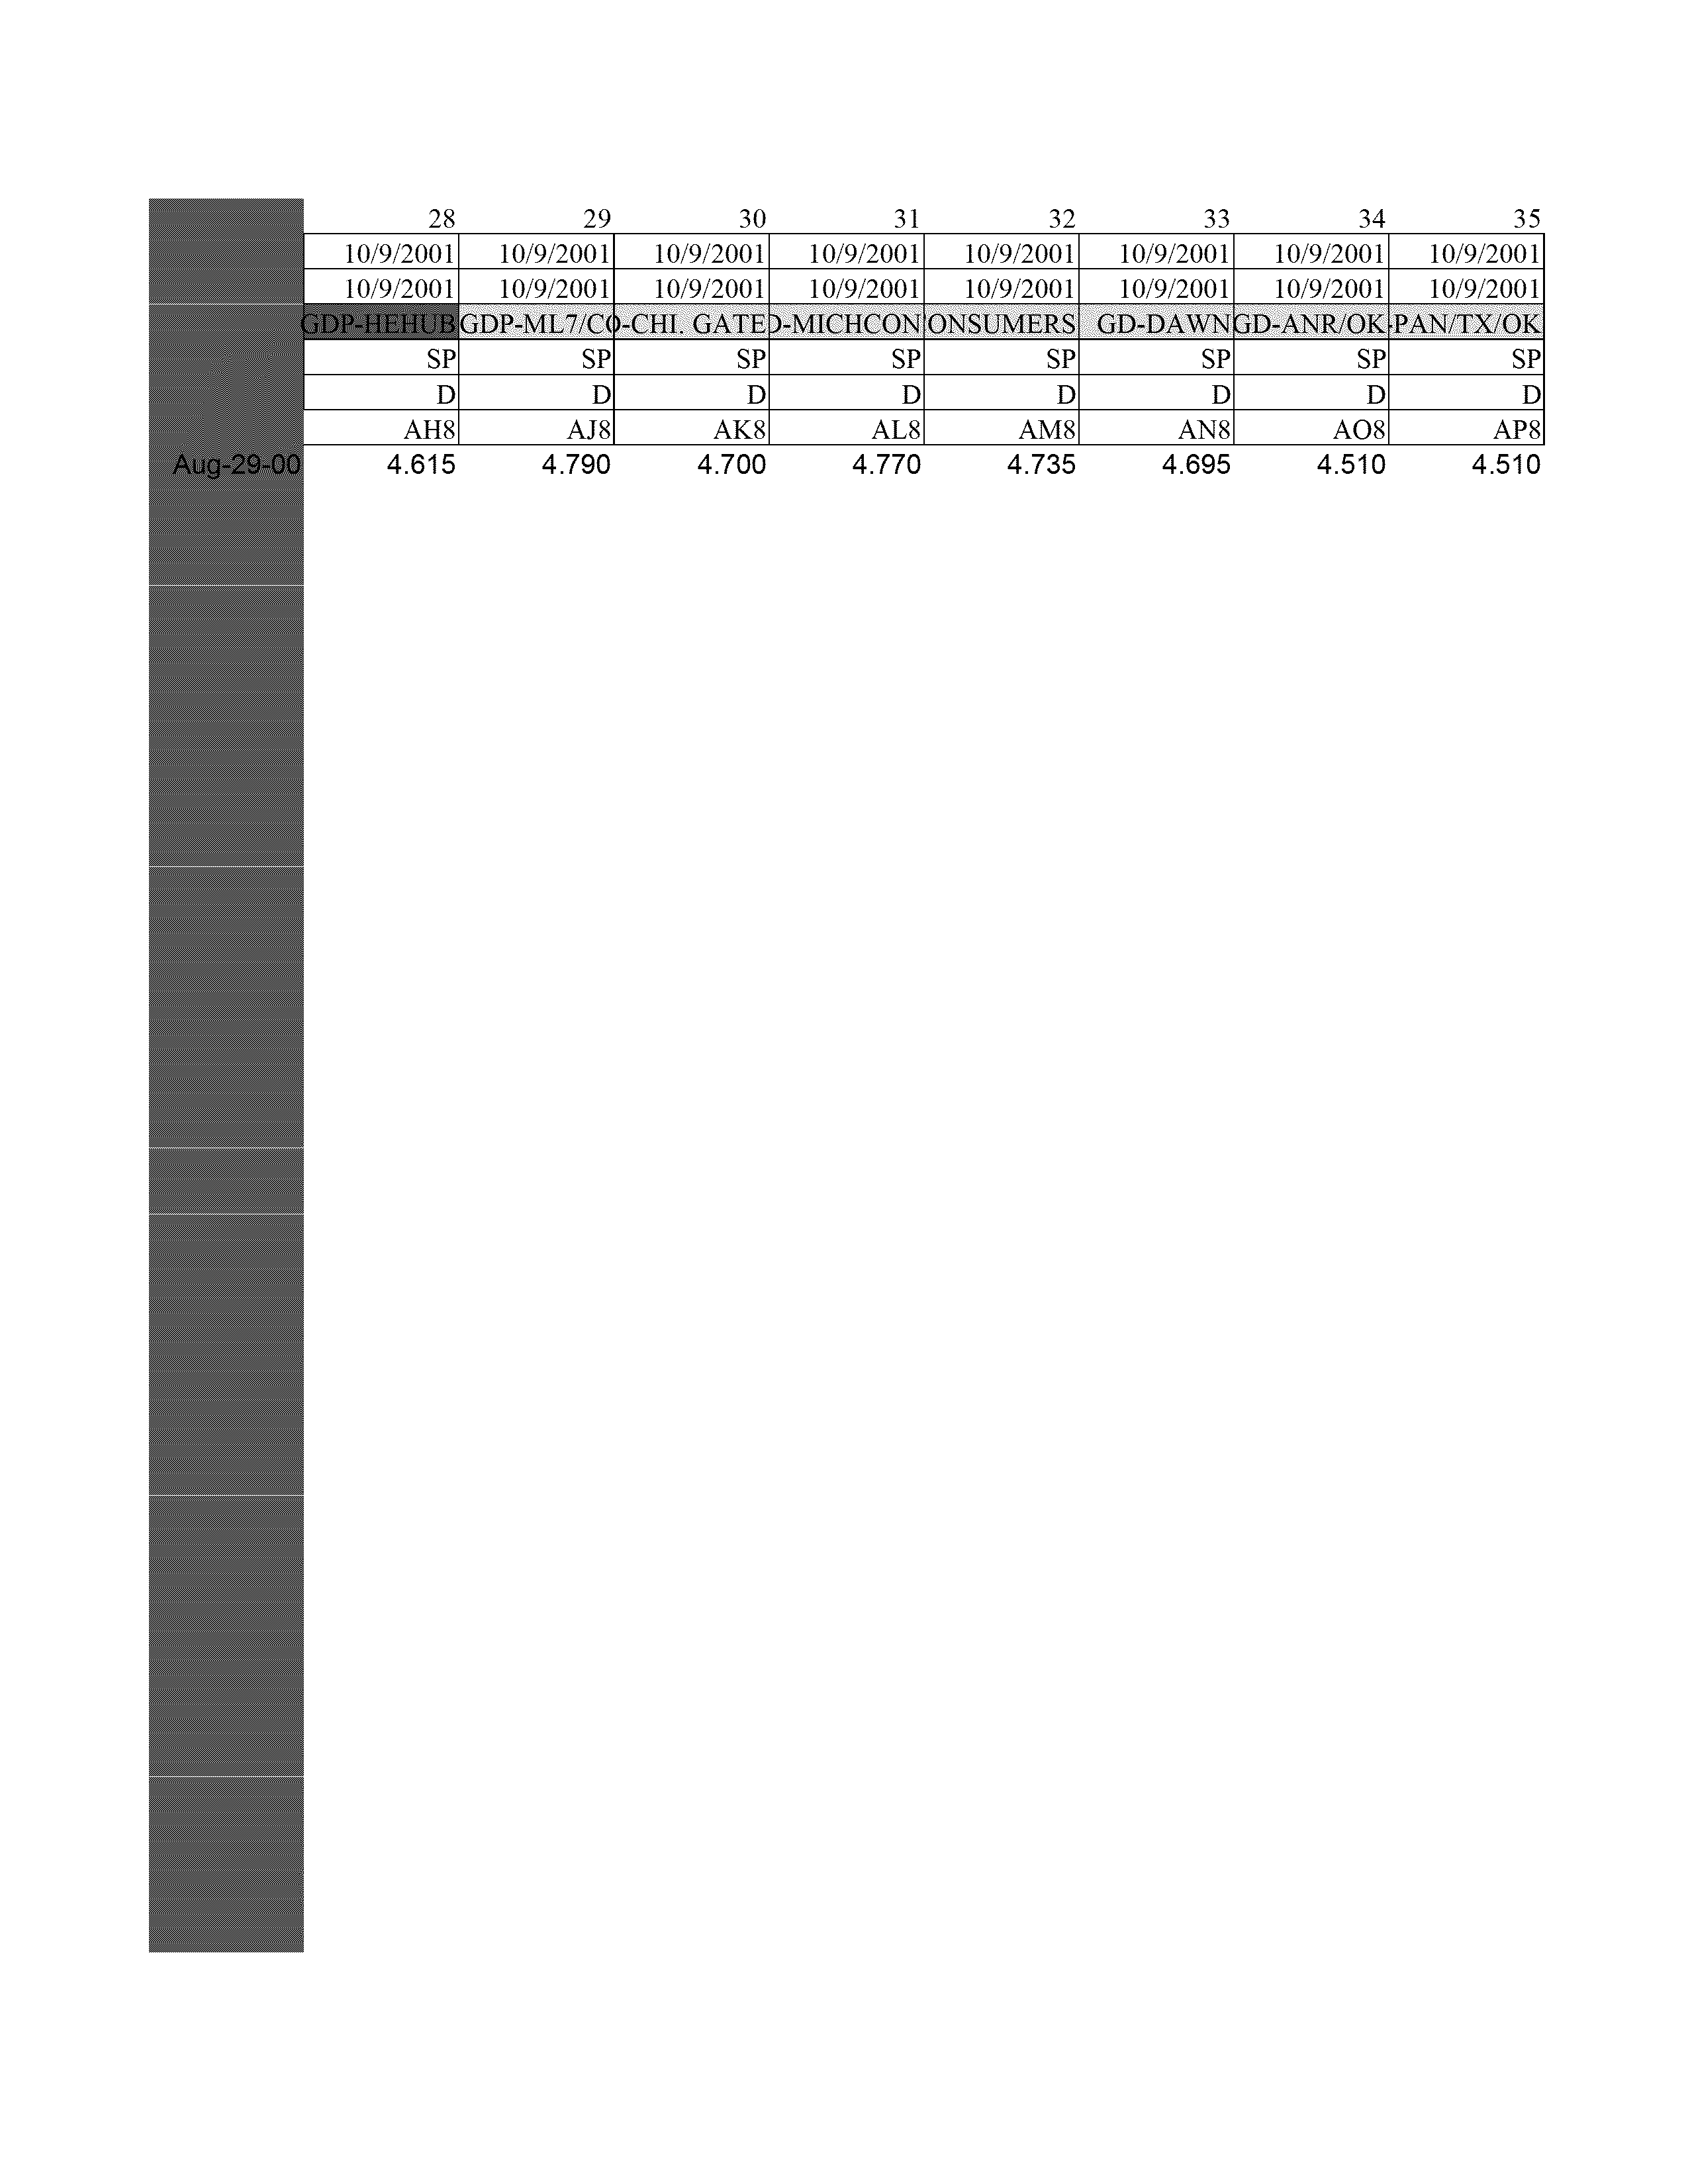 28 29 30 31 32 33 34 35
10/9/2001 10/9/2001 10/9/2001 10/9/2001 10/9/2001 10/9/2001 10/9/2001 10/9/2001
10/9/2001 10/9/2001 10/9/2001 10/9/2001 10/9/2001 10/9/2001 10/9/2001 10/9/2001
GDP-HEHUB GDP-ML7/CO -CHI. GATE D-MICHCON ONSUMERS GD-DAWN GD-ANR/OK -PAN/TX/OK
SP SP SP SP SP SP SP SP
D D D D D D D D
AH8 AJ8 AK8 AL8 AM8 AN8 AO8 AP8
Aug-29-00 4.615 4.790 4.700 4.770 4.735 4.695 4.510 4.510